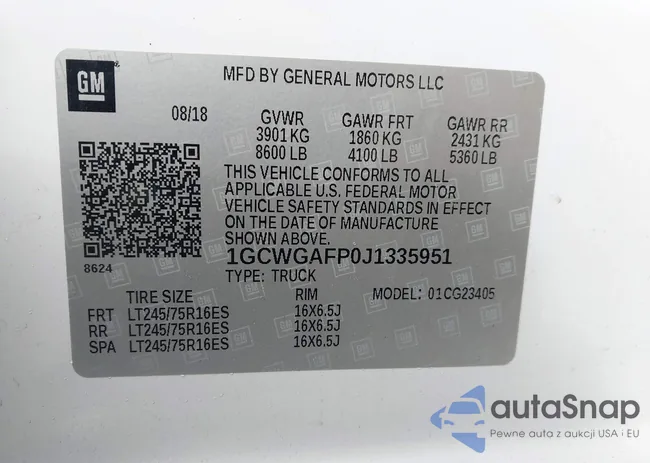 GM
MFD BY GENERAL MOTORS LLC
08/18 GVWR GAWR FRT GAWR RR
3901 KG 1860 KG 2431 KG
8600 LB 4100 LB 5360 LB
THIS VEHICLE CONFORMS TO ALL
APPLICABLE U.S. FEDERAL MOTOR
VEHICLE SAFETY STANDARDS IN EFFECT
ON THE DATE OF MANUFACTURE
SHOWN ABOVE.
1GCWGAFP0J1335951
8624
TYPE: TRUCK
TIRE SIZE RIM MODEL: 01CG23405
FRT LT245/75R16ES 16X6.5J
RR LT245/75R16ES 16X6.5J
SPA LT245/75R16ES 16X6.5J
autaSnap
Pewne auta z aukcji USA i EU